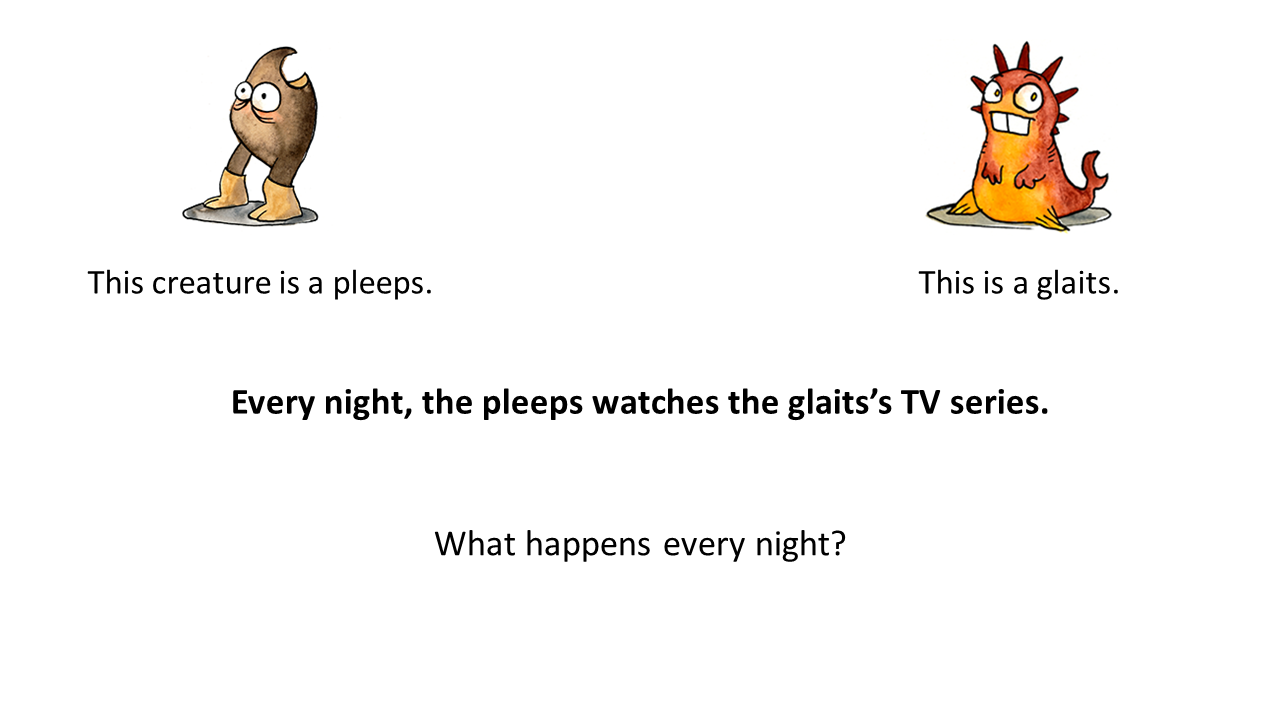 This creature is a pleeps.
This is a glaits.
Every night, the pleeps watches the glaits’s TV series.
What happens every night?